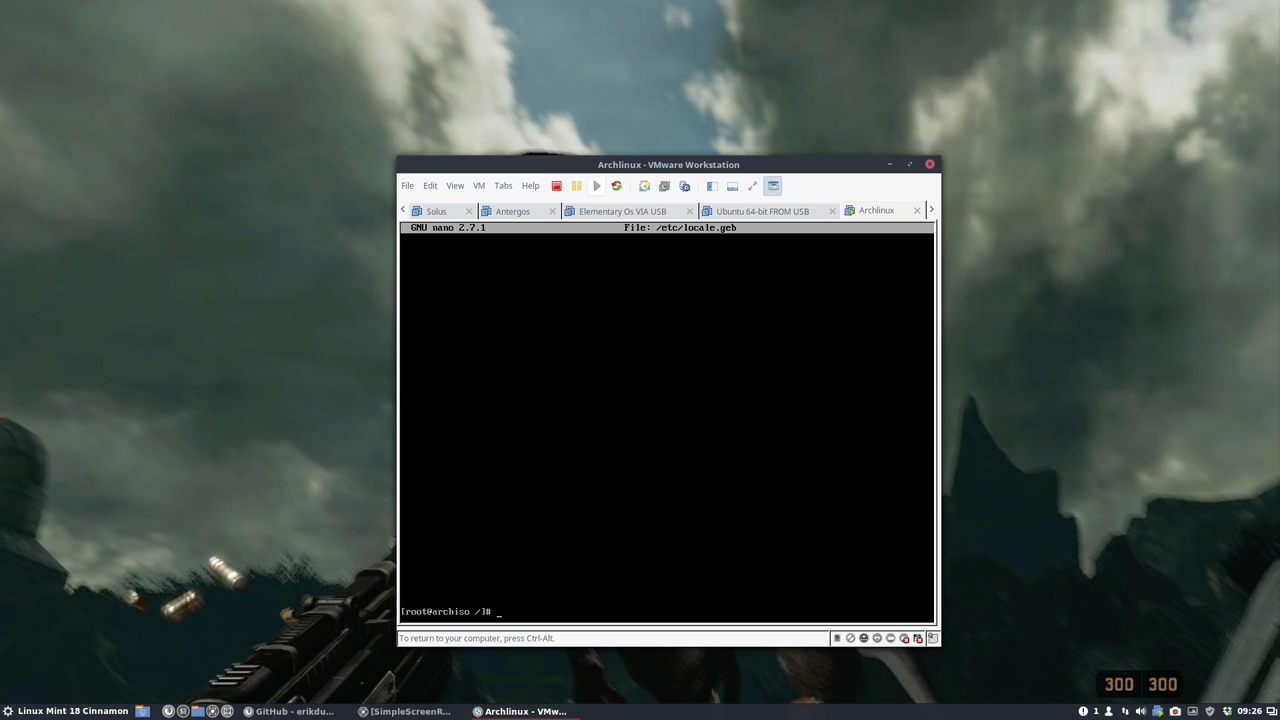 Archlinux - VMware Workstation
File Edit View VM Tabs Help
Solus Antergos Elementary Os VIA USB Ubuntu 64-bit FROM USB Archlinux
GNU nano 2.7.1 File: /etc/locale.geb
[root@archiso /]# _
To return to your computer, press Ctrl-Alt.
300 300
Linux Mint 18 Cinnamon GitHub - erikdu... [SimpleScreenR... Archlinux - VMw... 1 09:26